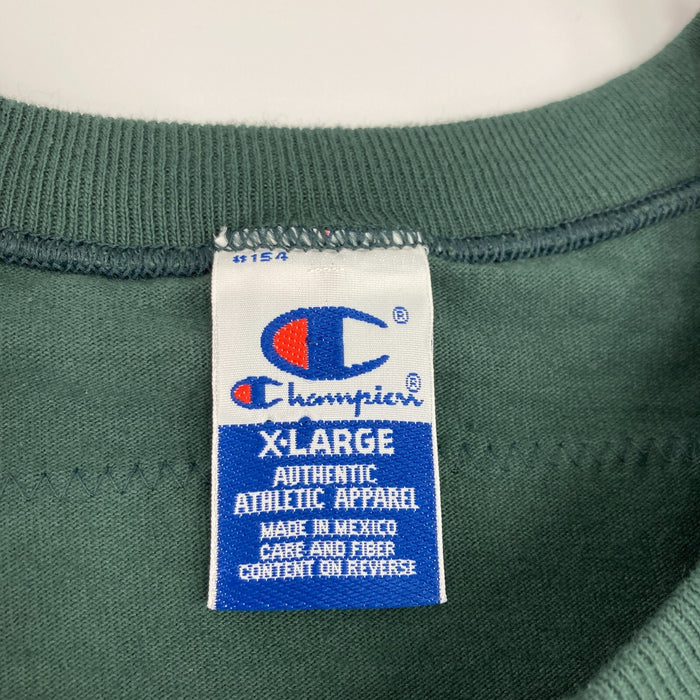 #154
®
Champion®
X-LARGE
AUTHENTIC
ATHLETIC APPAREL
MADE IN MEXICO
CARE AND FIBER
CONTENT ON REVERSE